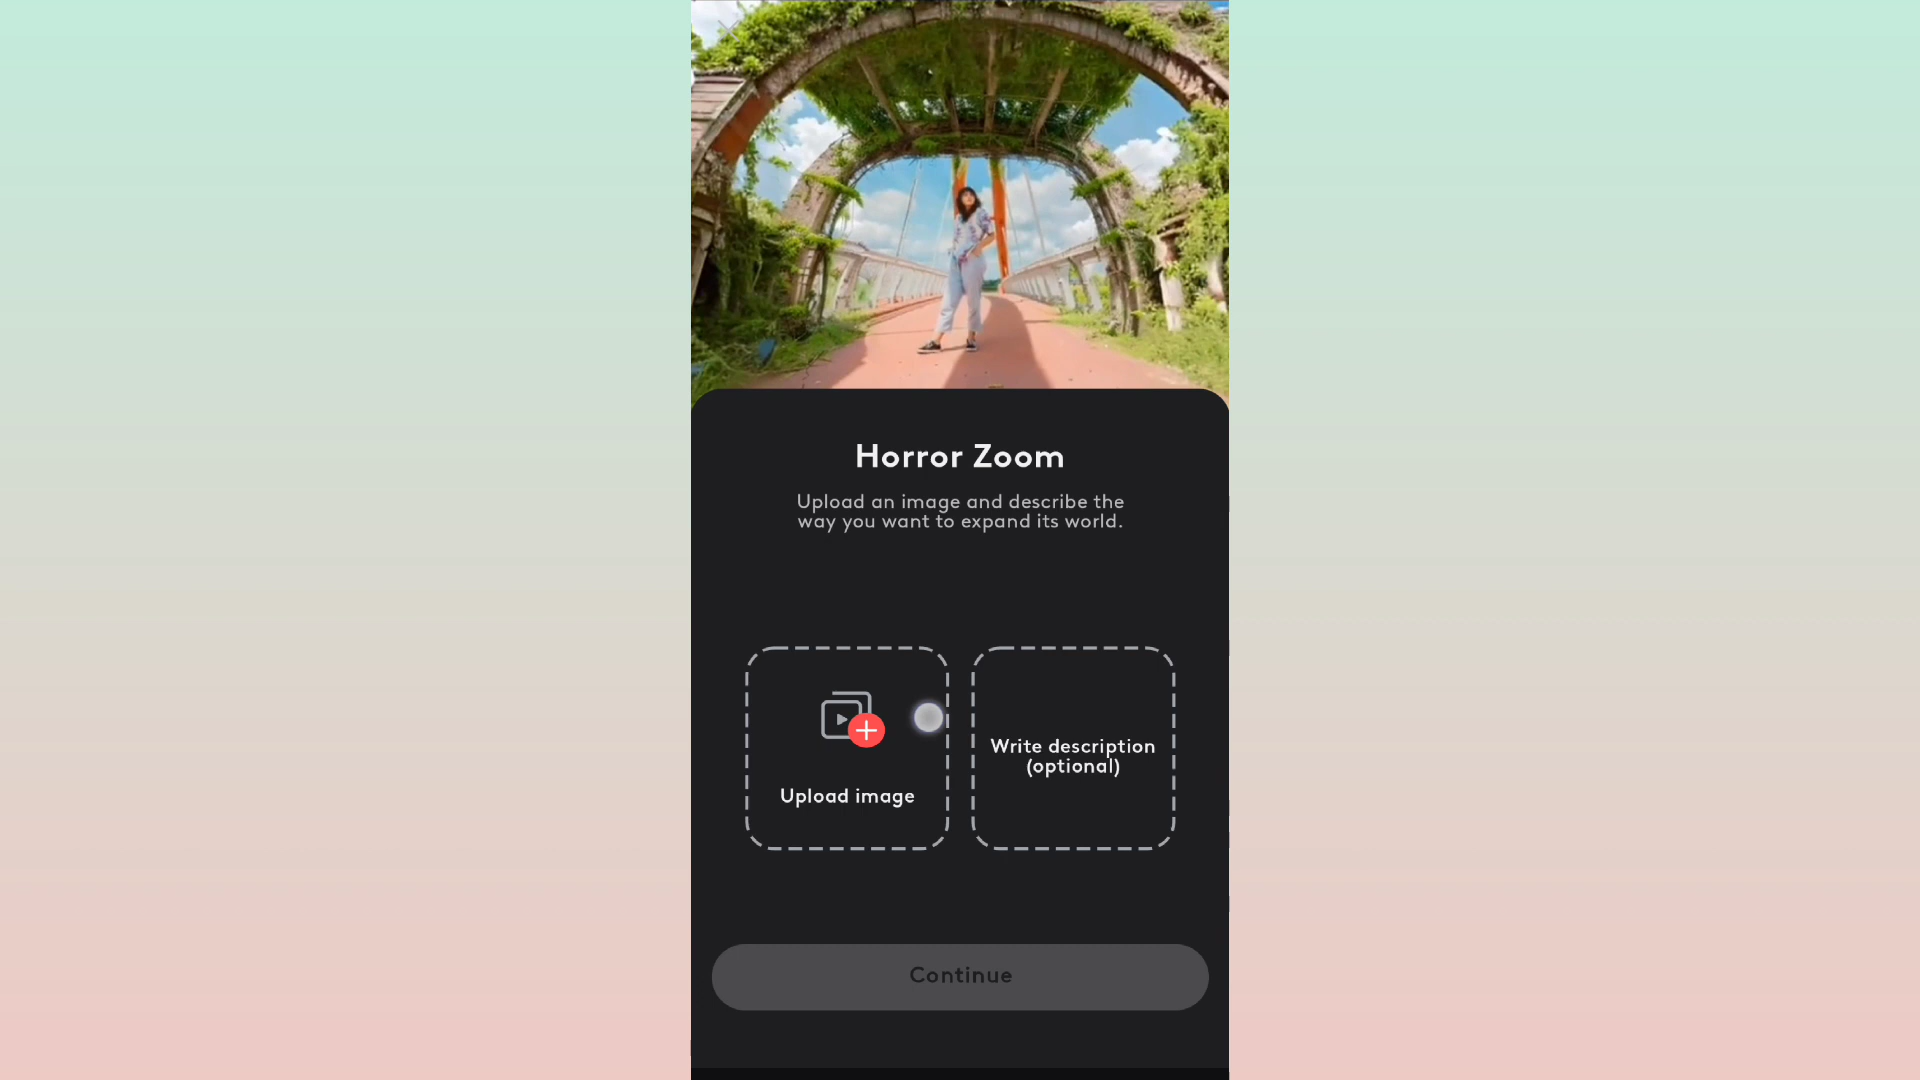 Horror Zoom
Upload an image and describe the
way you want to expand its world.
Upload image
Write description
(optional)
Continue